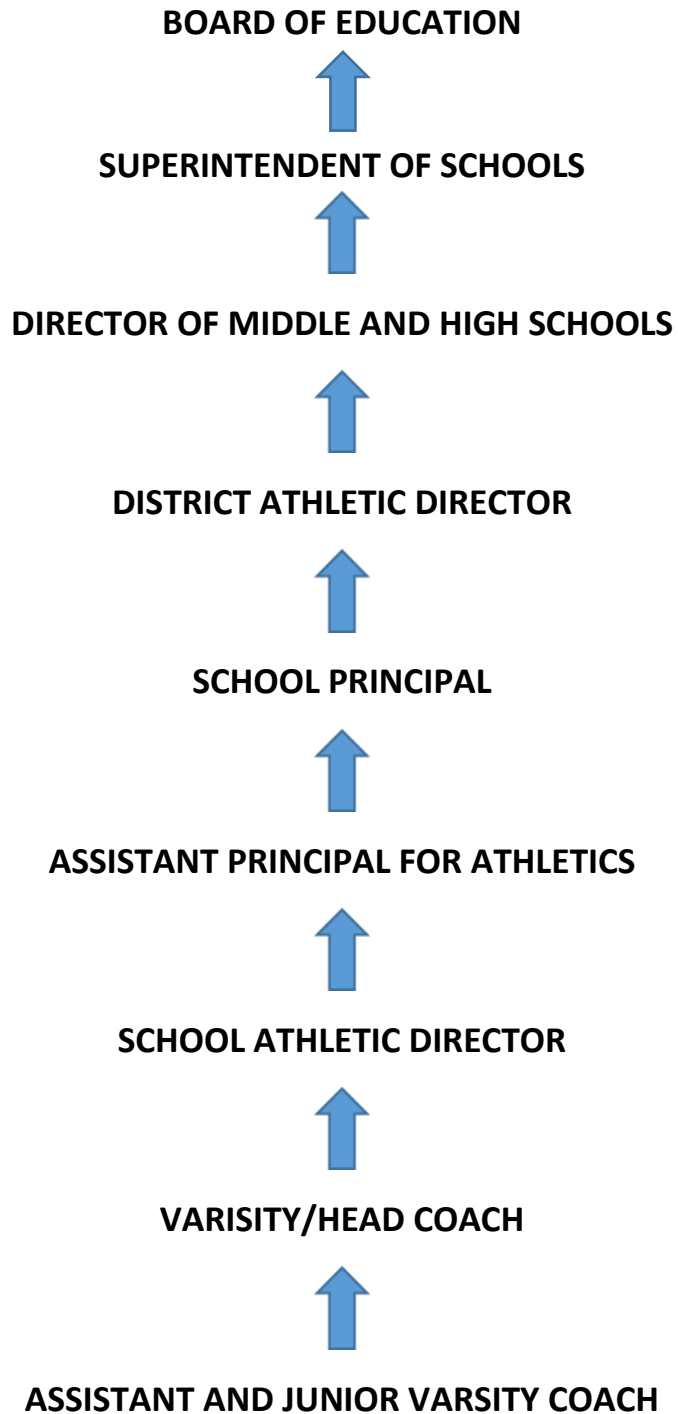 BOARD OF EDUCATION
SUPERINTENDENT OF SCHOOLS
DIRECTOR OF MIDDLE AND HIGH SCHOOLS
DISTRICT ATHLETIC DIRECTOR
SCHOOL PRINCIPAL
ASSISTANT PRINCIPAL FOR ATHLETICS
SCHOOL ATHLETIC DIRECTOR
VARISITY/HEAD COACH
ASSISTANT AND JUNIOR VARSITY COACH